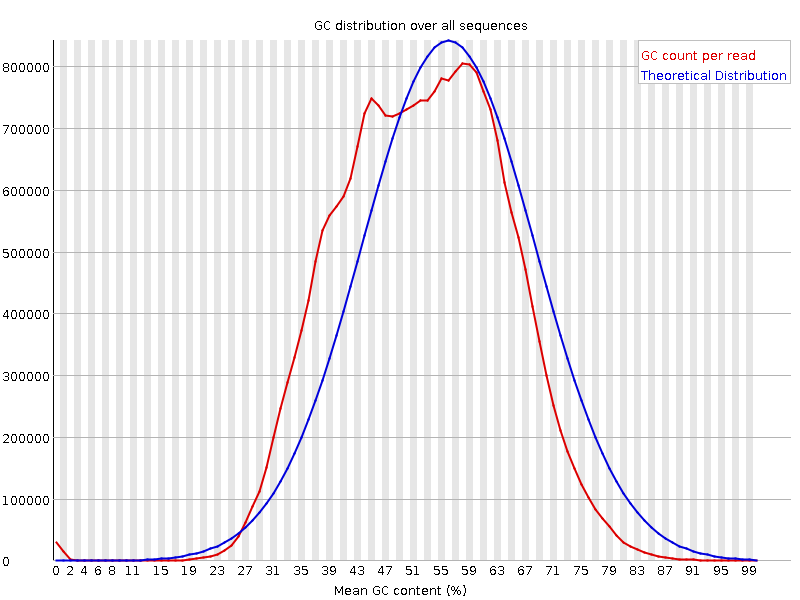 GC distribution over all sequences
GC count per read
Theoretical Distribution
800000
700000
600000
500000
400000
300000
200000
100000
0
0 2 4 6 8 11 15 19 23 27 31 35 39 43 47 51 55 59 63 67 71 75 79 83 87 91 95 99
Mean GC content (%)